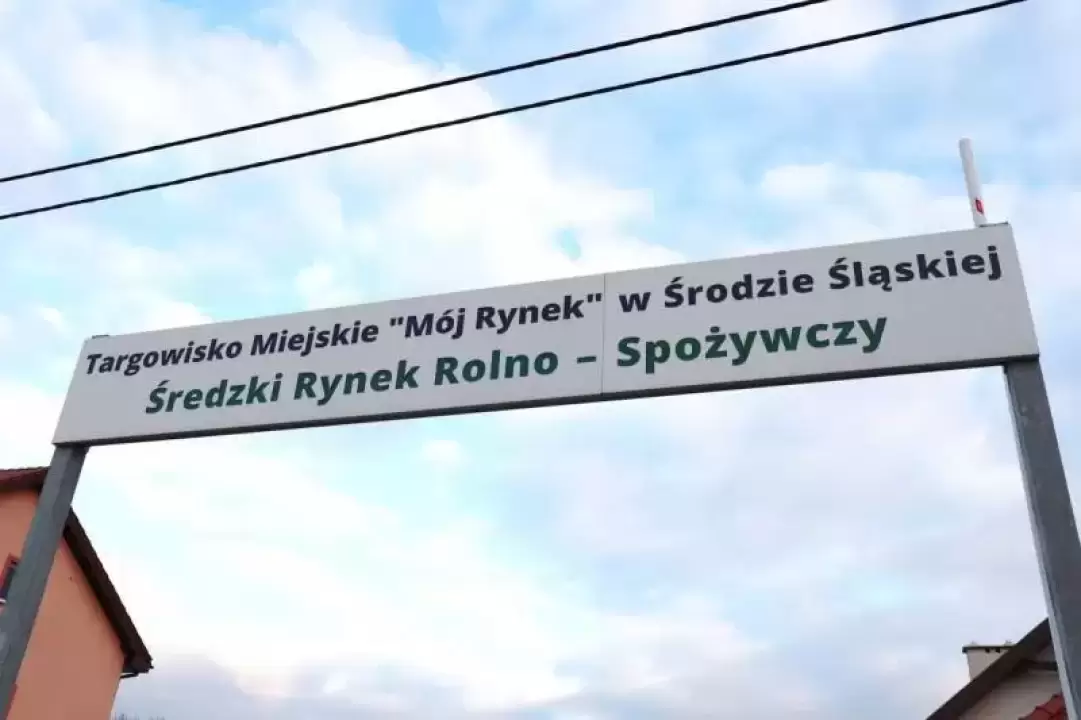 Targowisko Miejskie "Mój Rynek" w Środzie Śląskiej
Średzki Rynek Rolno – Spożywczy